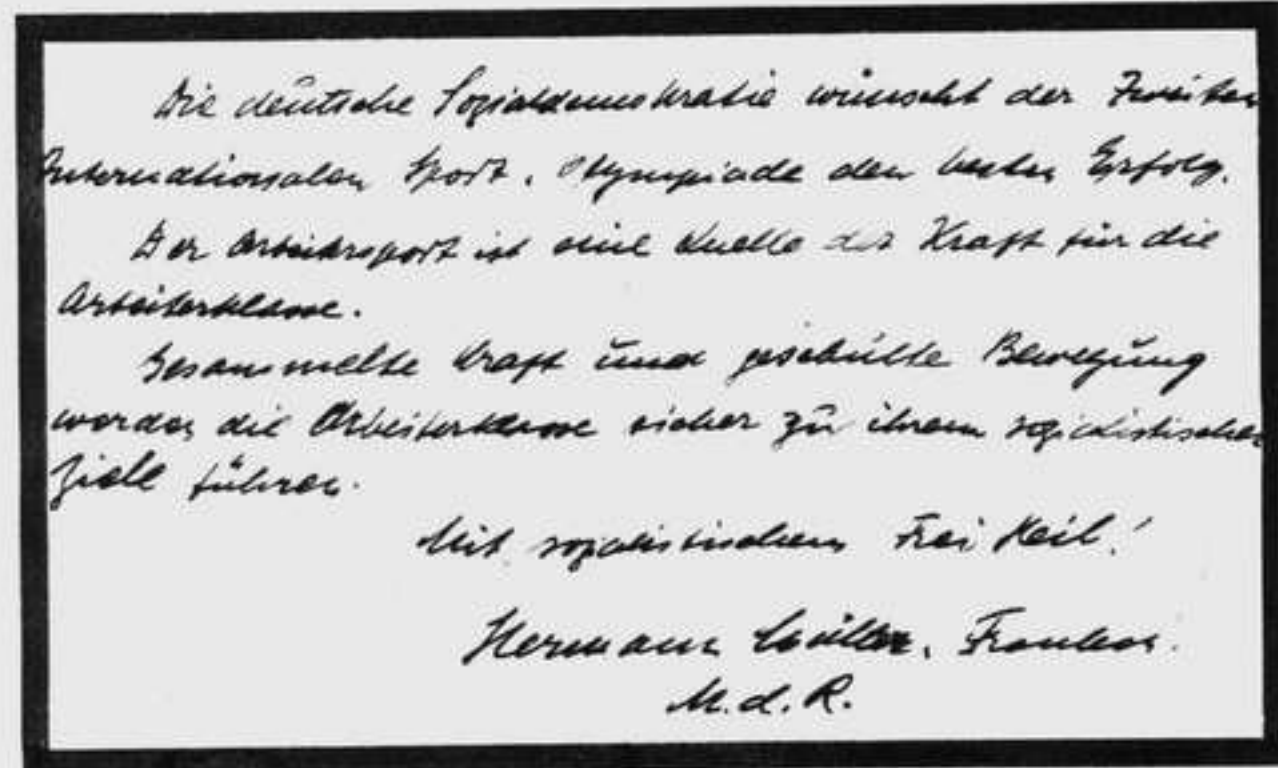 Die deutsche Sozialdemokratie wünscht der Zweiten
Internationalen Sport-Olympiade den besten Erfolg.
Der Arbeitersport ist eine Quelle der Kraft für die
Arbeiterklasse.
Gesammelte Kraft und geschulte Bewegung
werden die Arbeiterklasse sicher zu ihrem sozialistischen
Ziele führen.
Mit sozialistischem Frei Heil!
Hermann Müller, Franken.
M.d.R.